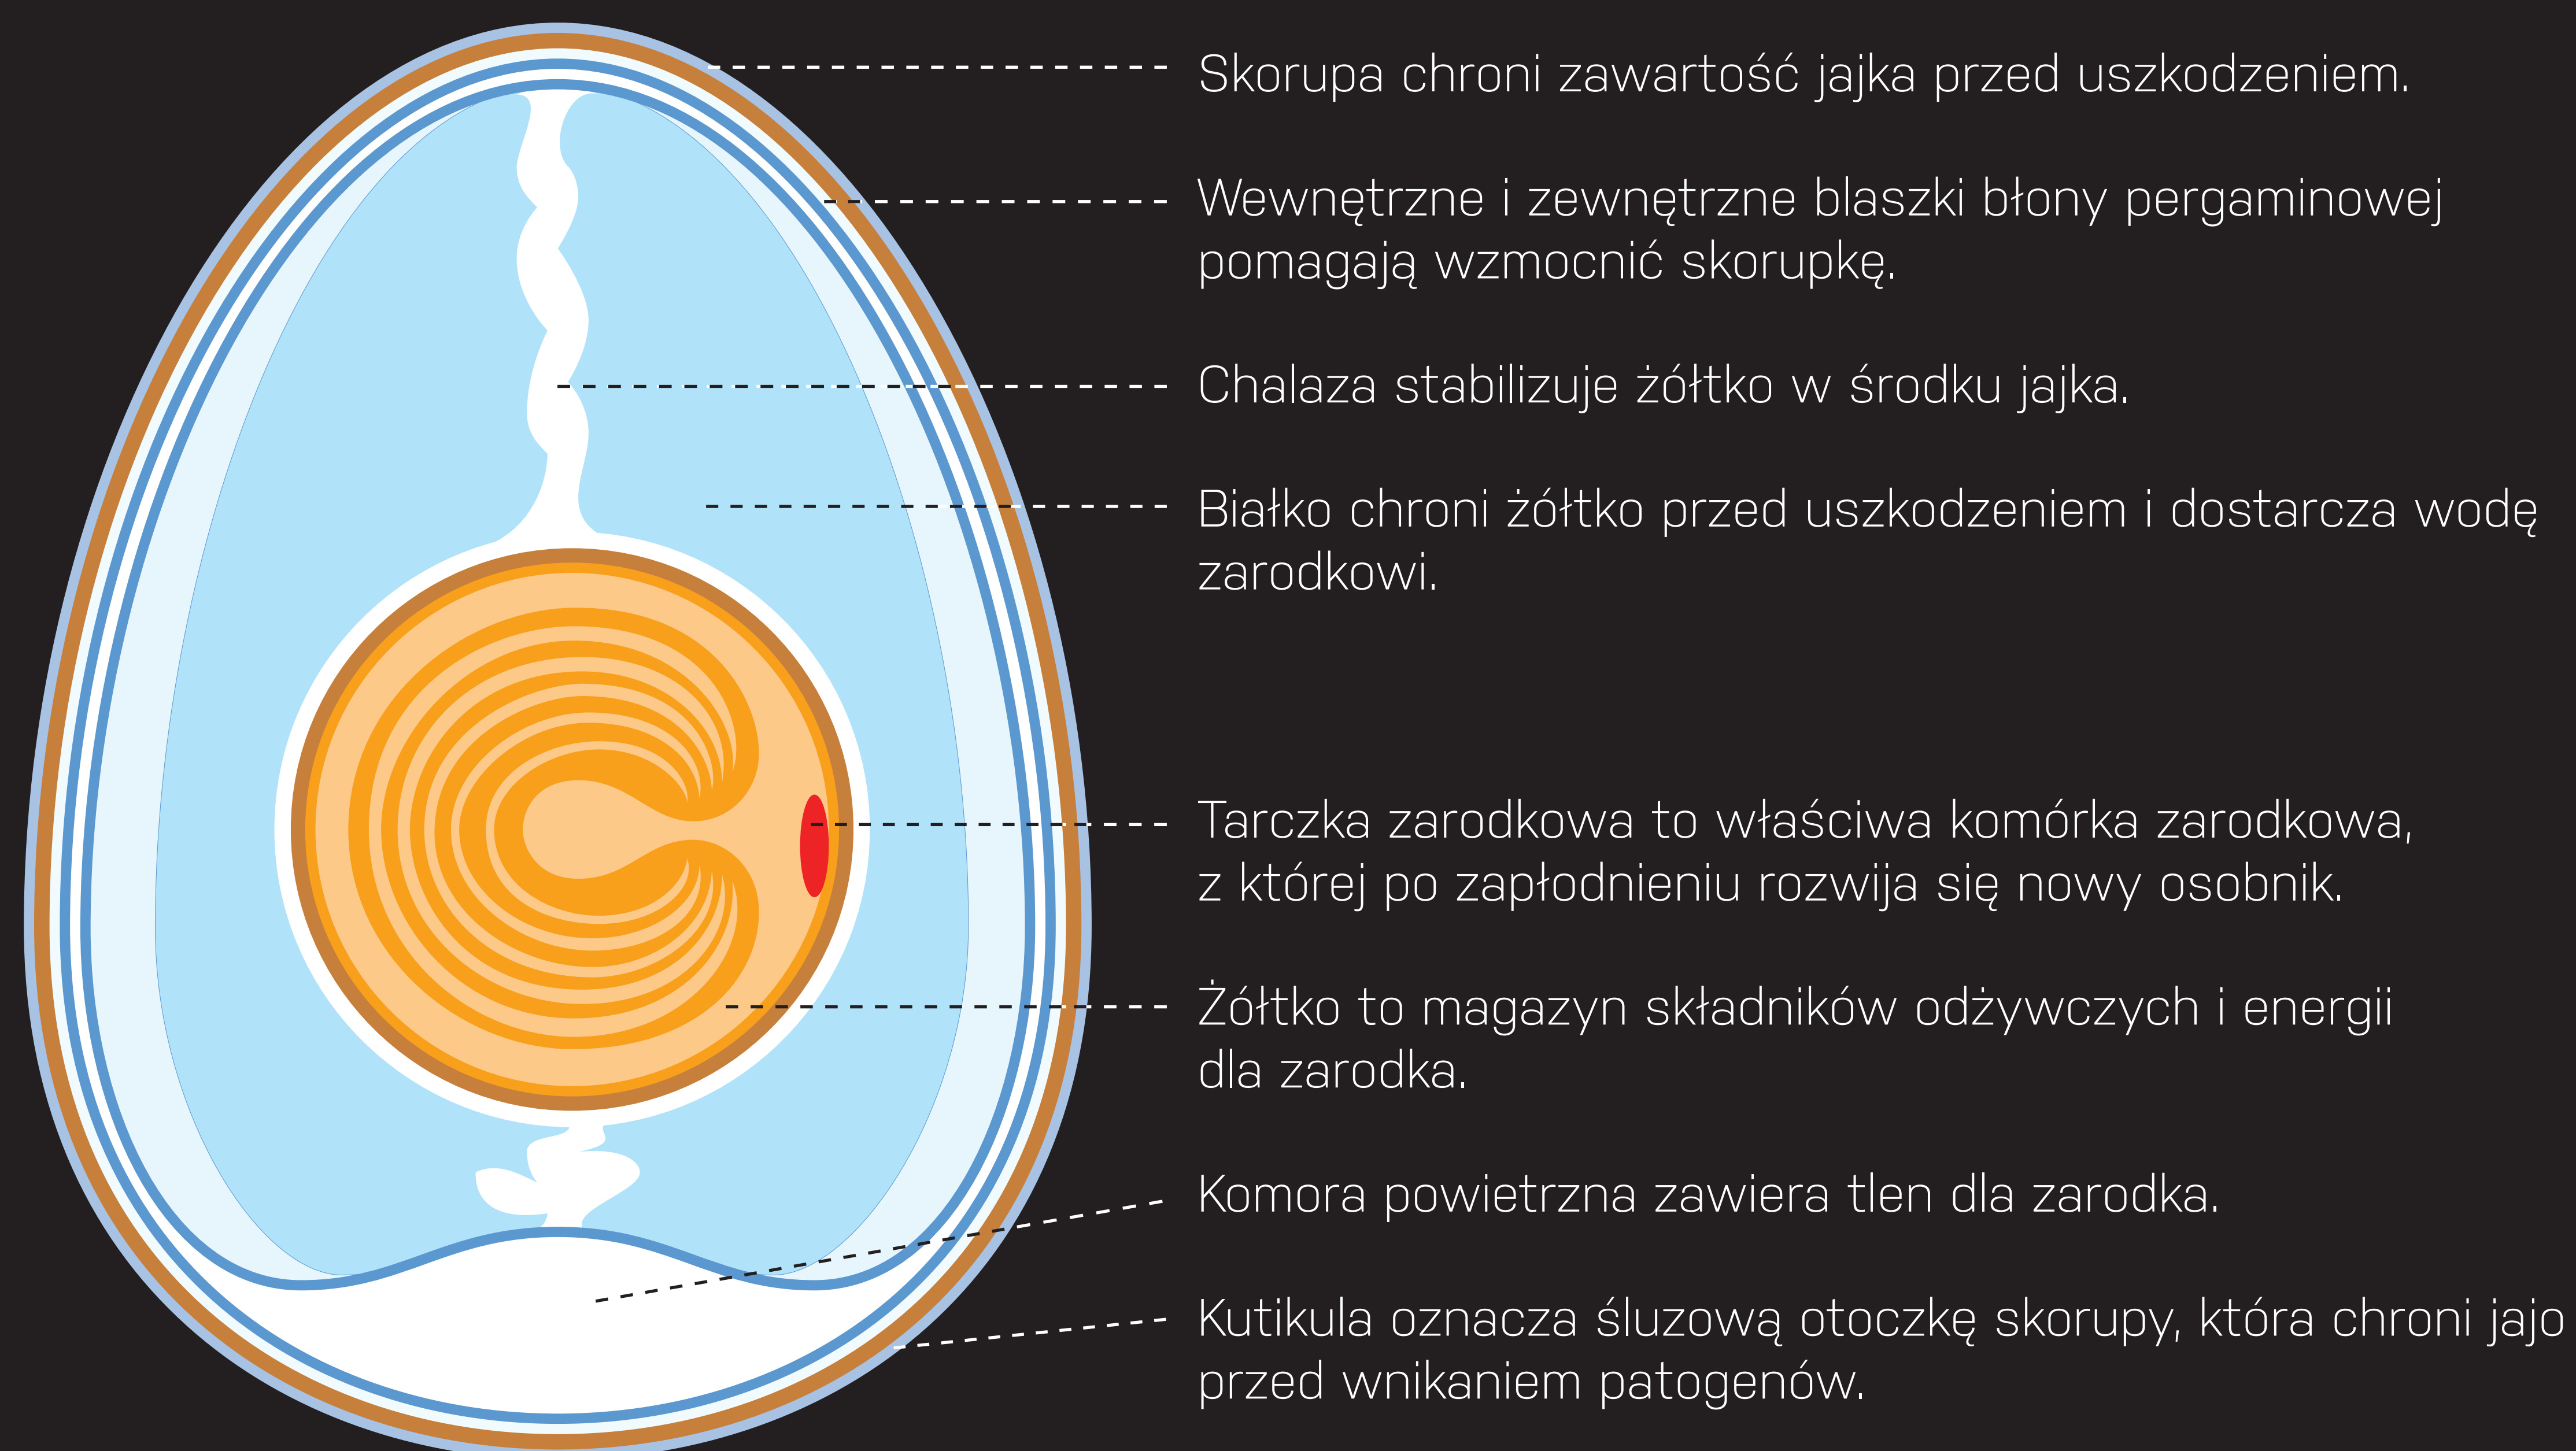 Skorupa chroni zawartość jajka przed uszkodzeniem.
Wewnętrzne i zewnętrzne blaszki błony pergaminowej
pomagają wzmocnić skorupkę.
Chalaza stabilizuje żółtko w środku jajka.
Białko chroni żółtko przed uszkodzeniem i dostarcza wodę
zarodkowi.
Tarczka zarodkowa to właściwa komórka zarodkowa,
z której po zapłodnieniu rozwija się nowy osobnik.
Żółtko to magazyn składników odżywczych i energii
dla zarodka.
Komora powietrzna zawiera tlen dla zarodka.
Kutikula oznacza śluzową otoczkę skorupy, która chroni jajo
przed wnikaniem patogenów.